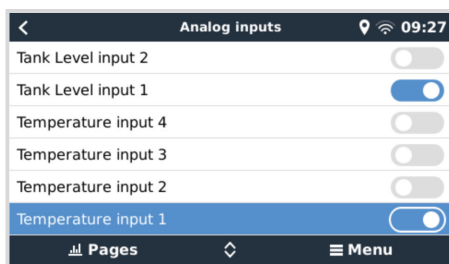 Analog inputs 09:27
Tank Level input 2
Tank Level input 1
Temperature input 4
Temperature input 3
Temperature input 2
Temperature input 1
Pages Menu